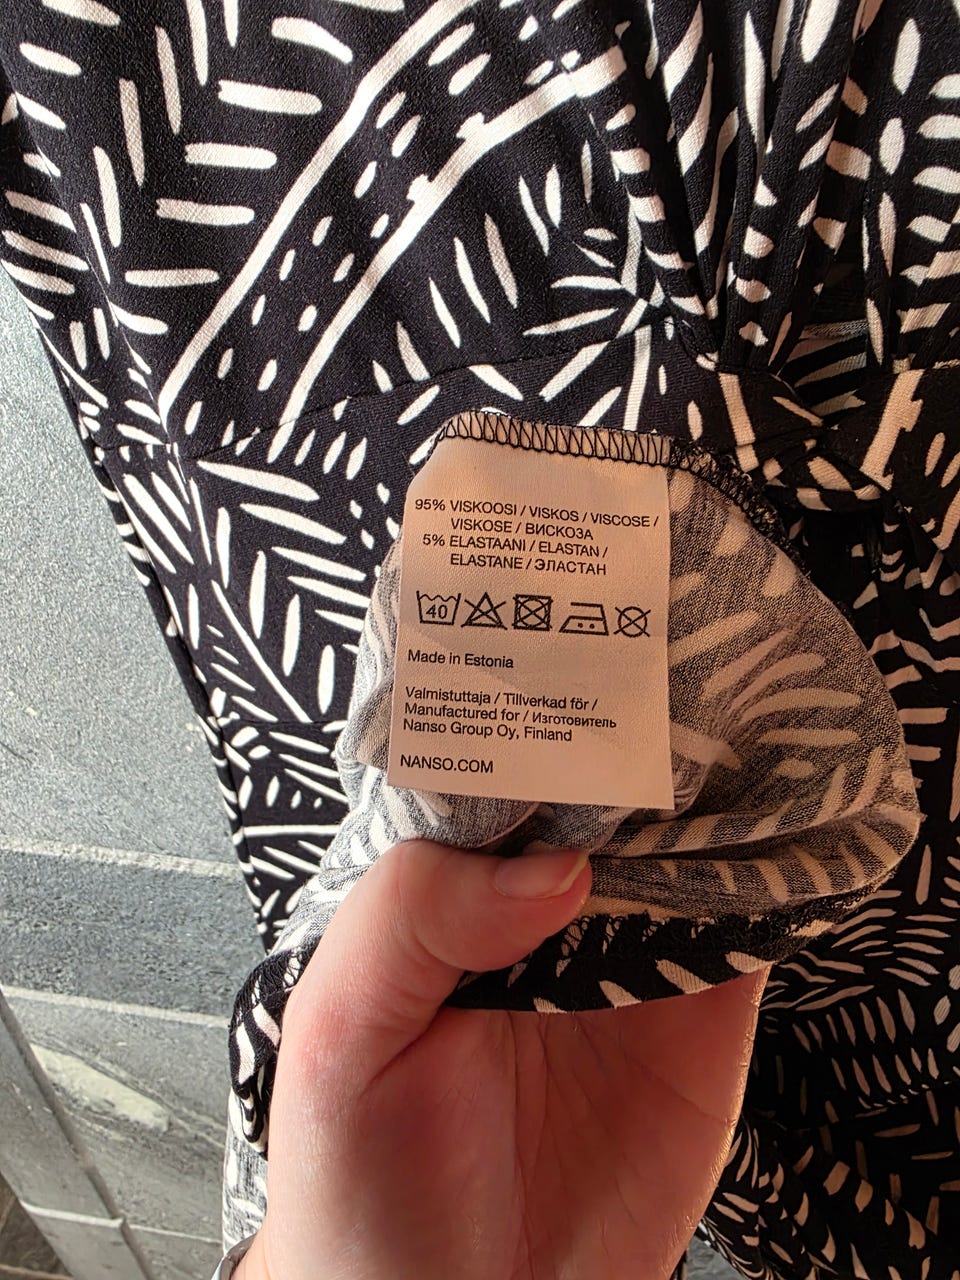 95% VISKOOSI / VISKOS / VISCOSE /
VISKOSE / ВИСКОЗА
5% ELASTAANI / ELASTAN /
ELASTANE / ЭЛАСТАН
40
Made in Estonia
Valmistuttaja / Tillverkad för /
Manufactured for / Изготовитель
Nanso Group Oy, Finland
NANSO.COM